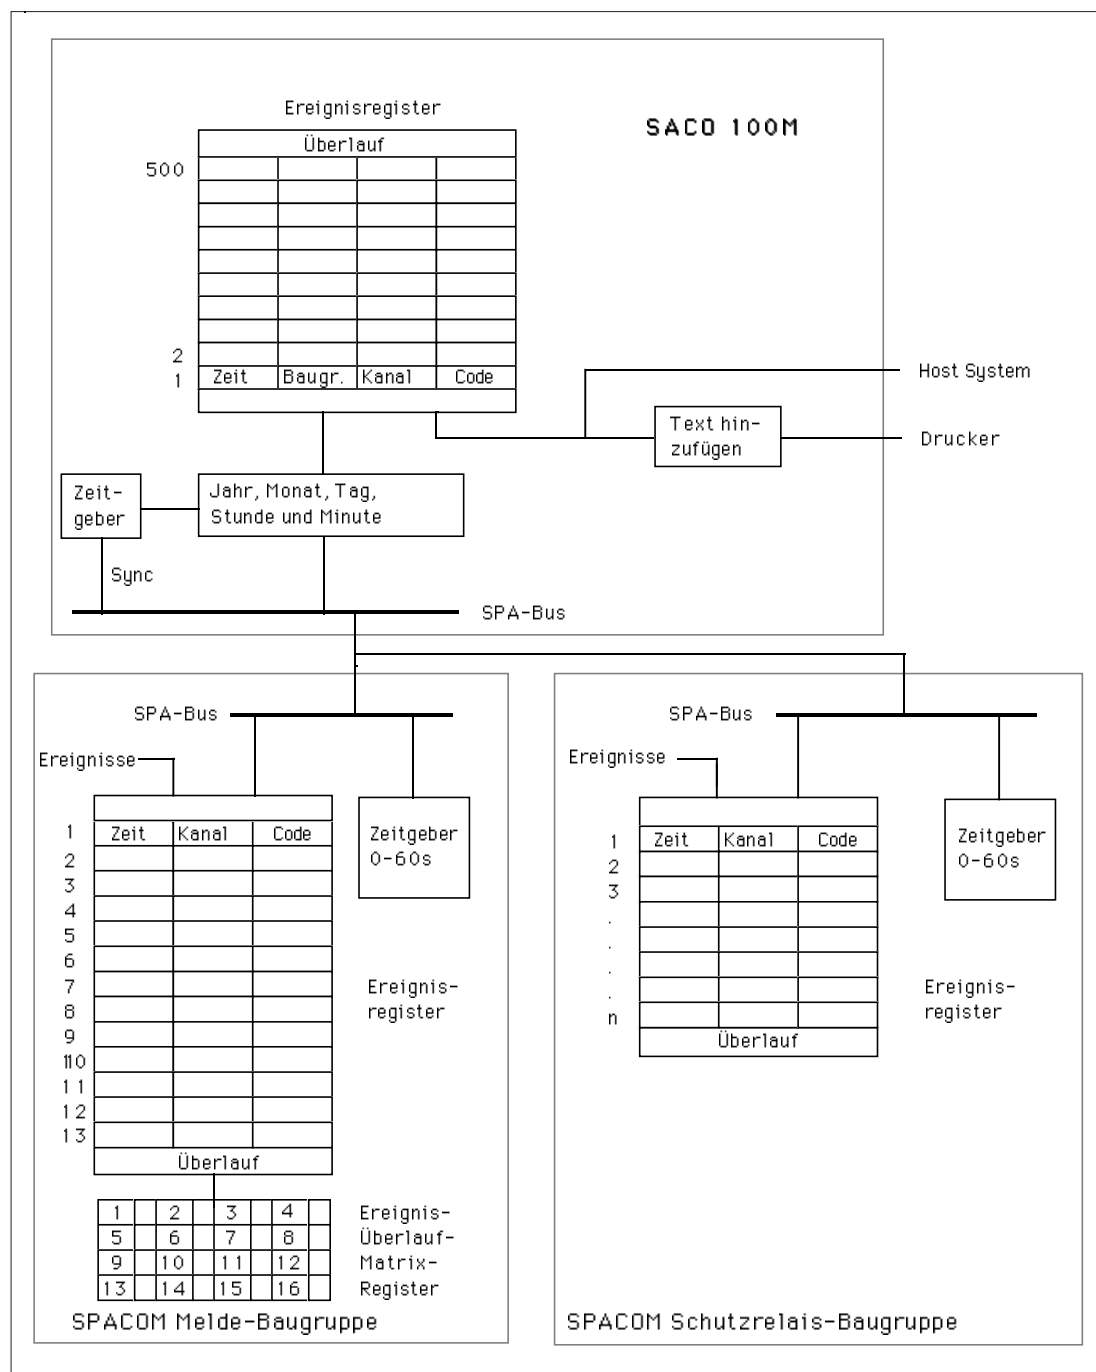 Ereignisregister
SACO 100M
Überlauf
500
2
1
Zeit Baugr. Kanal Code
Host System
Text hin-
zufügen
Drucker
Zeit-
geber
Jahr, Monat, Tag,
Stunde und Minute
Sync
SPA-Bus
SPA-Bus
Ereignisse
1 Zeit Kanal Code
2
3
4
5
6
7
8
9
110
11
12
13
Überlauf
Zeitgeber
0-60s
Ereignis-
register
1 2 3 4
5 6 7 8
9 10 11 12
13 14 15 16
Ereignis-
Überlauf-
Matrix-
Register
SPACOM Melde-Baugruppe
SPA-Bus
Ereignisse
1 Zeit Kanal Code
2
3
.
.
.
.
n
Überlauf
Zeitgeber
0-60s
Ereignis-
register
SPACOM Schutzrelais-Baugruppe